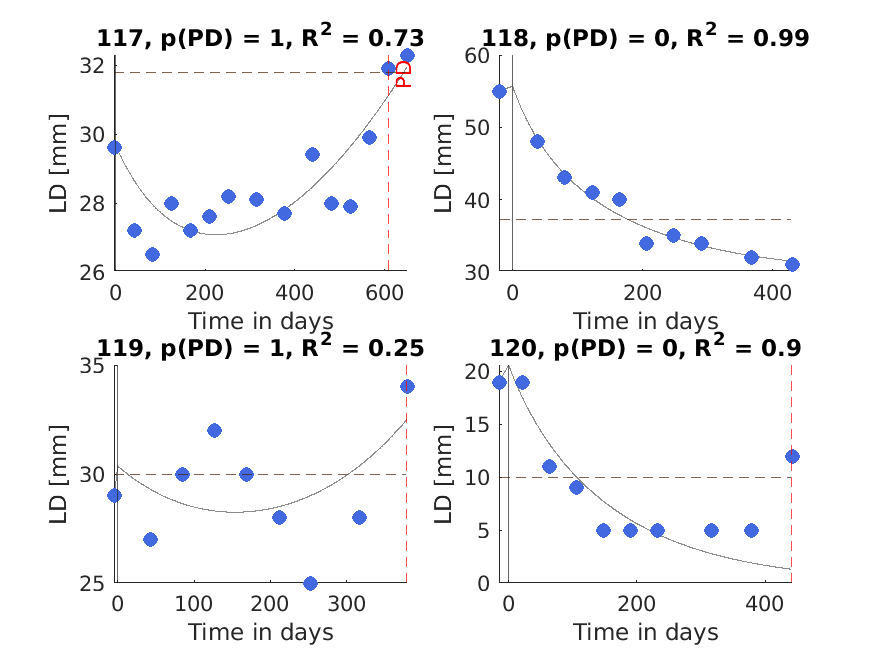 117, p(PD) = 1, R2 = 0.73
32
30
28
26
LD [mm]
PD
0 200 400 600
Time in days
118, p(PD) = 0, R2 = 0.99
60
50
40
30
LD [mm]
0 200 400
Time in days
119, p(PD) = 1, R2 = 0.25
35
30
25
LD [mm]
0 100 200 300
Time in days
120, p(PD) = 0, R2 = 0.9
20
15
10
5
0
LD [mm]
0 200 400
Time in days